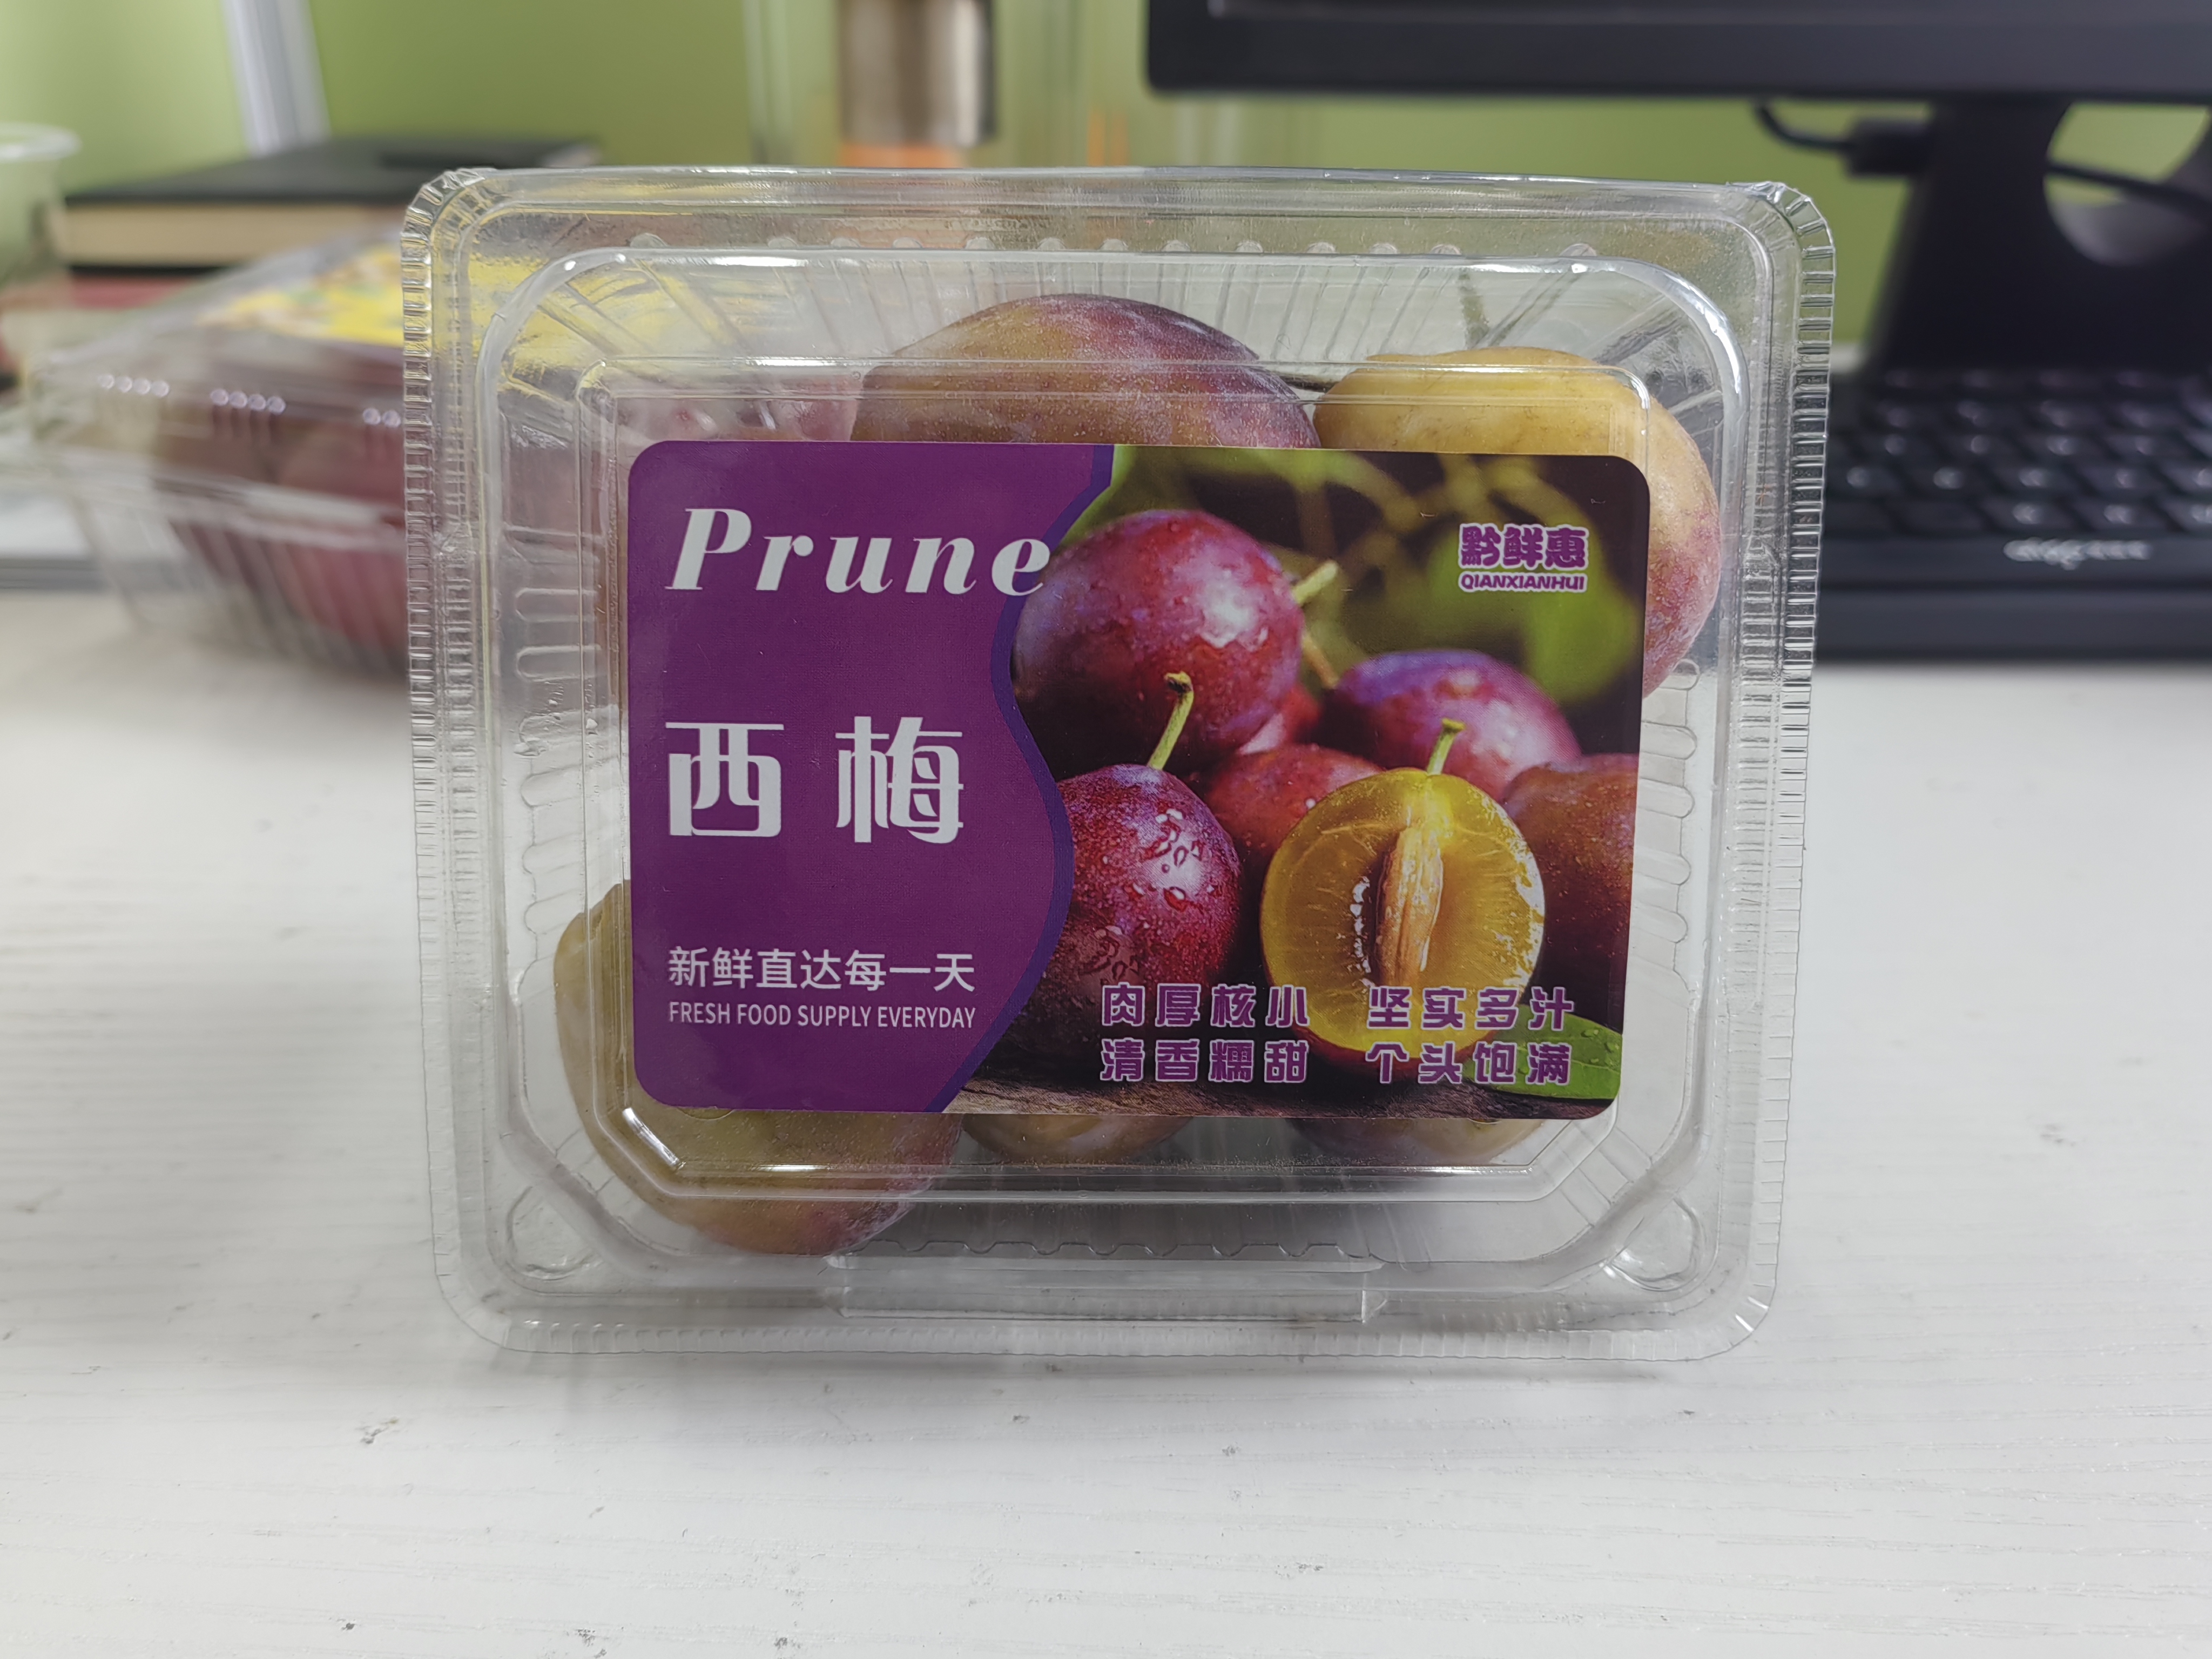 Prune
黔鲜惠
QIANXIANHUI
西梅
新鲜直达每一天
FRESH FOOD SUPPLY EVERYDAY
肉厚核小 坚实多汁
清香糯甜 个头饱满